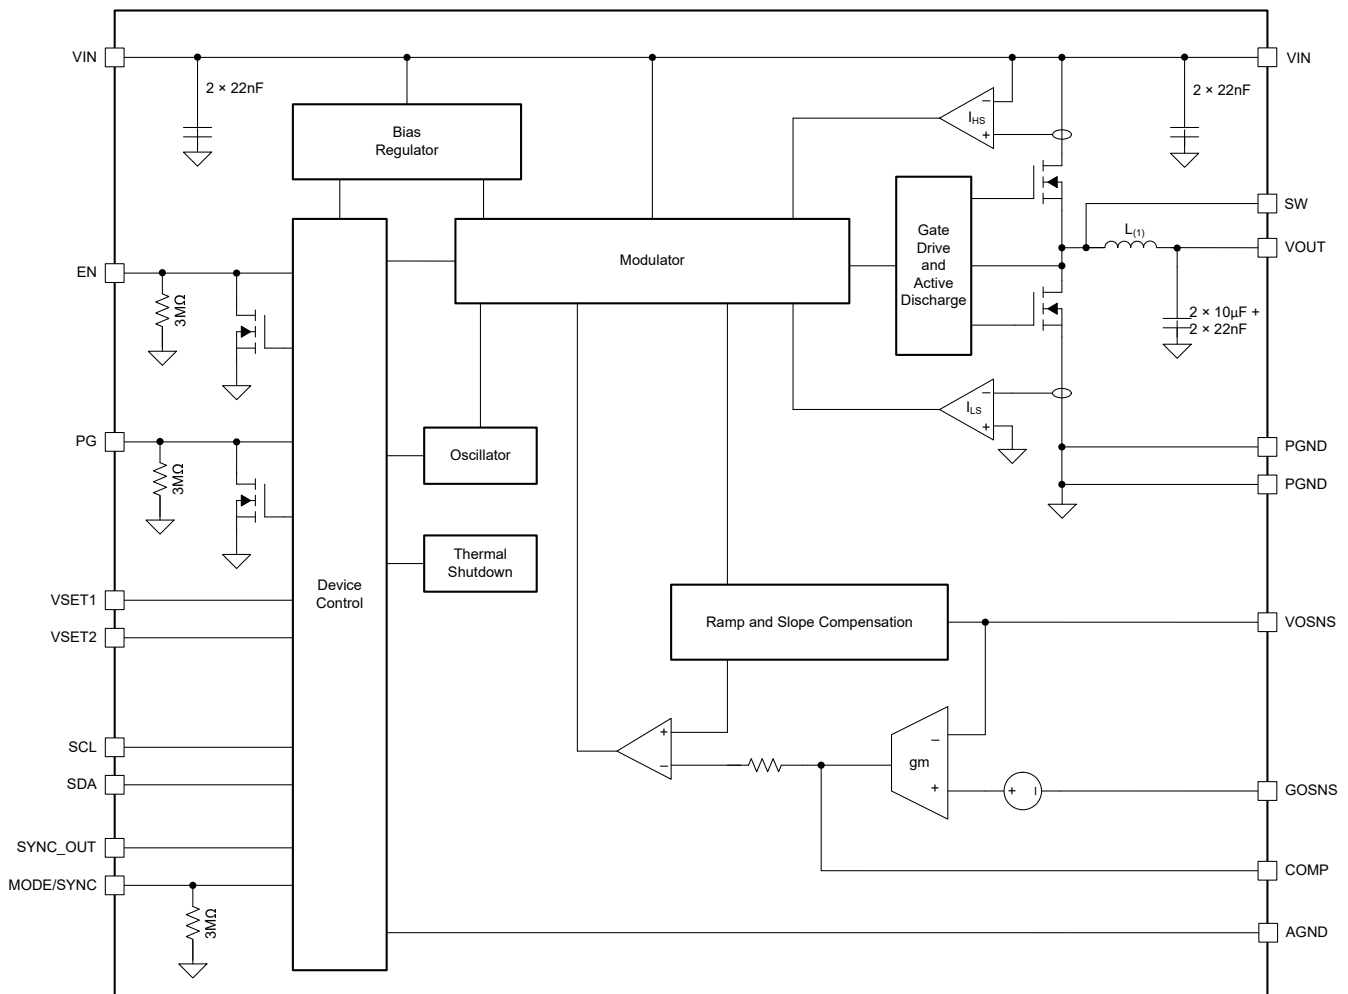 VIN
2 × 22nF
Bias
Regulator
−
I_HS
+
2 × 22nF
VIN
SW
EN
3MΩ
Modulator
Gate
Drive
and
Active
Discharge
L(1)
VOUT
2 × 10µF +
2 × 22nF
−
I_LS
+
PG
3MΩ
Oscillator
PGND
PGND
Thermal
Shutdown
Device
Control
VSET1
VSET2
Ramp and Slope Compensation
VOSNS
SCL
SDA
+
−
−
gm
+
+
−
GOSNS
SYNC_OUT
MODE/SYNC
3MΩ
COMP
AGND